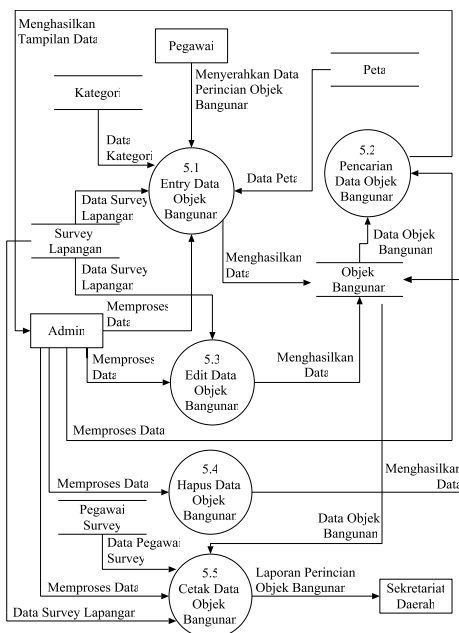 Menghasilkan
Tampilan Data
Pegawai
Menyerahkan Data
Perincian Objek
Bangunan
Kategori
Peta
Data
Kategori
5.1
Entry Data
Objek
Bangunan
5.2
Pencarian
Data Objek
Bangunan
Data Peta
Data Survey
Lapangan
Survey
Lapangan
Data Survey
Lapangan
Menghasilkan
Data
Data Objek
Bangunan
Objek
Bangunan
Memproses
Data
Admin
Memproses
Data
5.3
Edit Data
Objek
Bangunan
Menghasilkan
Data
Memproses Data
5.4
Hapus Data
Objek
Bangunan
Memproses Data
Menghasilkan
Data
Pegawai
Survey
Data Pegawai
Survey
Data Objek
Bangunan
5.5
Cetak Data
Objek
Bangunan
Memproses Data
Laporan Perincian
Objek Bangunan
Sekretariat
Daerah
Data Survey Lapangan